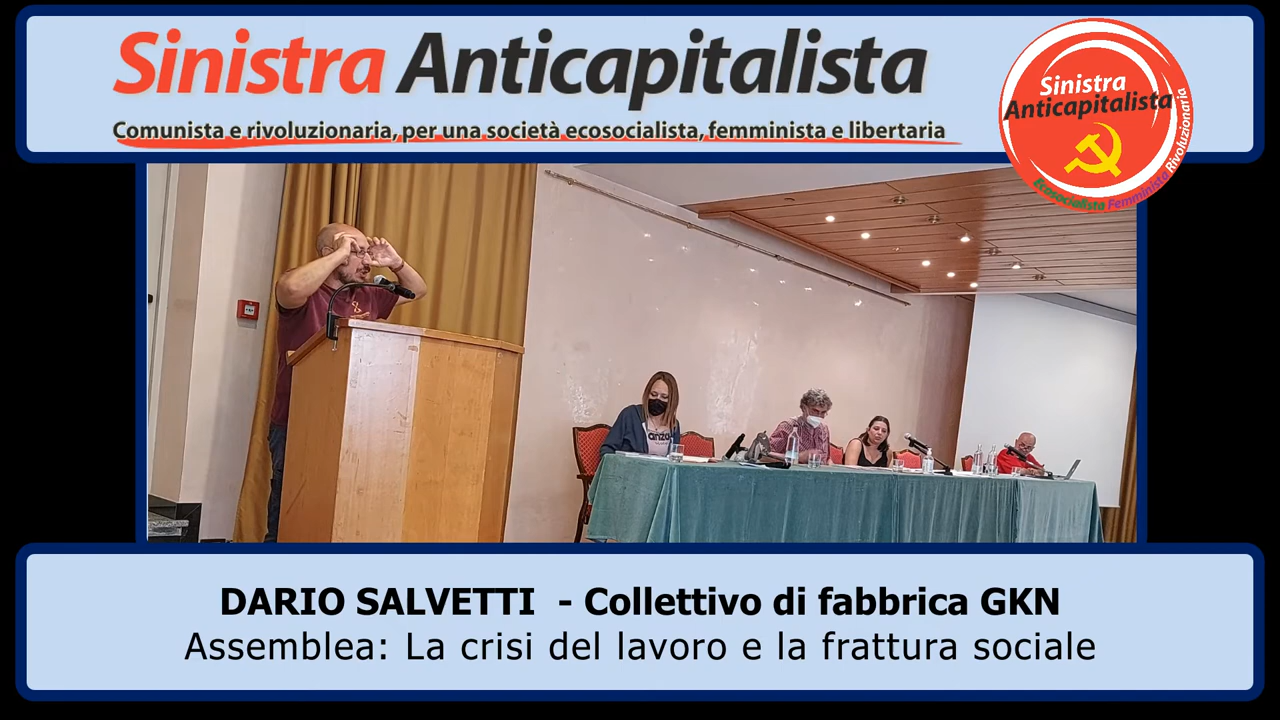 Sinistra Anticapitalista
Comunista e rivoluzionaria, per una società ecosocialista, femminista e libertaria
Sinistra
Anticapitalista
Ecosocialista Femminista Rivoluzionaria
DARIO SALVETTI - Collettivo di fabbrica GKN
Assemblea: La crisi del lavoro e la frattura sociale